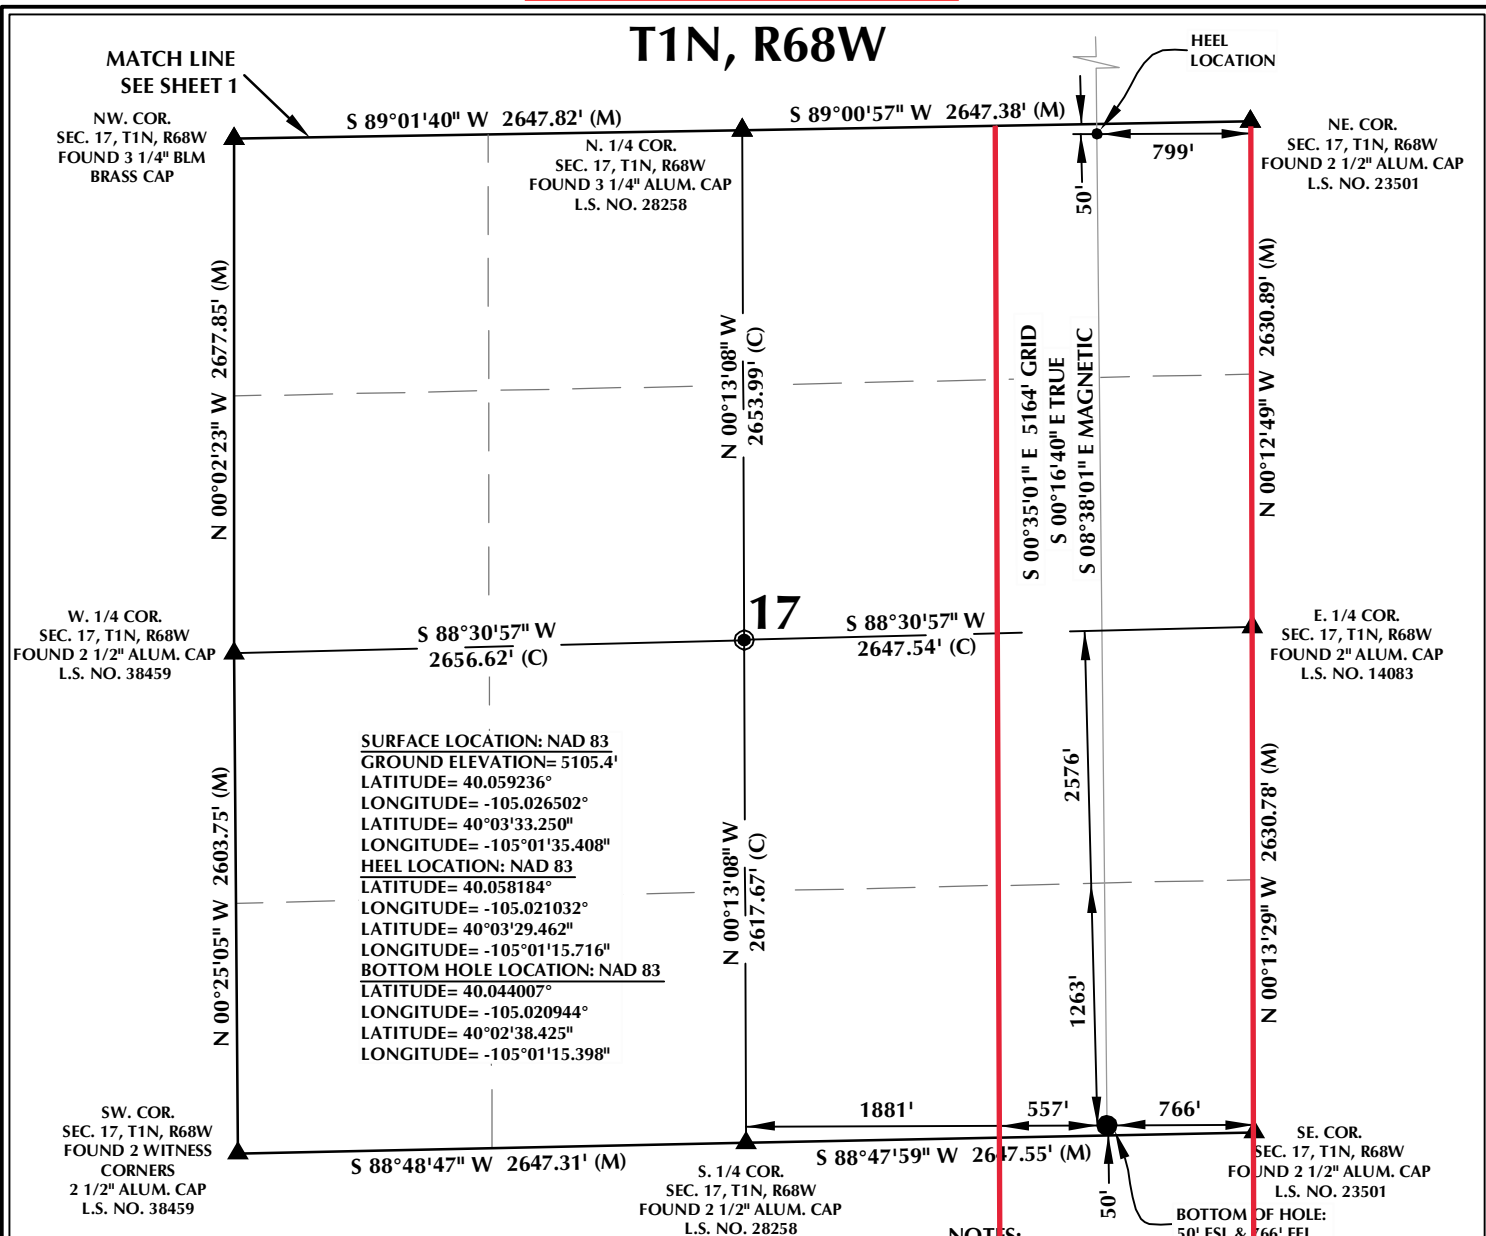 T1N, R68W
MATCH LINE
SEE SHEET 1
HEEL
LOCATION
NW. COR.
SEC. 17, T1N, R68W
FOUND 3 1/4" BLM
BRASS CAP
S 89°01'40" W 2647.82' (M)
N. 1/4 COR.
SEC. 17, T1N, R68W
FOUND 3 1/4" ALUM. CAP
L.S. NO. 28258
S 89°00'57" W 2647.38' (M)
799'
50'
NE. COR.
SEC. 17, T1N, R68W
FOUND 2 1/2" ALUM. CAP
L.S. NO. 23501
N 00°02'23" W 2677.85' (M)
N 00°13'08" W
2653.99' (C)
S 00°35'01" E 5164' GRID
S 00°16'40" E TRUE
S 08°38'01" E MAGNETIC
N 00°12'49" W 2630.89' (M)
W. 1/4 COR.
SEC. 17, T1N, R68W
FOUND 2 1/2" ALUM. CAP
L.S. NO. 38459
S 88°30'57" W
2656.62' (C)
17
S 88°30'57" W
2647.54' (C)
E. 1/4 COR.
SEC. 17, T1N, R68W
FOUND 2" ALUM. CAP
L.S. NO. 14083
SURFACE LOCATION: NAD 83
GROUND ELEVATION= 5105.4'
LATITUDE= 40.059236°
LONGITUDE= -105.026502°
LATITUDE= 40°03'33.250"
LONGITUDE= -105°01'35.408"
HEEL LOCATION: NAD 83
LATITUDE= 40.058184°
LONGITUDE= -105.021032°
LATITUDE= 40°03'29.462"
LONGITUDE= -105°01'15.716"
BOTTOM HOLE LOCATION: NAD 83
LATITUDE= 40.044007°
LONGITUDE= -105.020944°
LATITUDE= 40°02'38.425"
LONGITUDE= -105°01'15.398"
N 00°25'05" W 2603.75' (M)
N 00°13'08" W
2617.67' (C)
2576'
1263'
N 00°13'29" W 2630.78' (M)
1881'
557'
766'
SW. COR.
SEC. 17, T1N, R68W
FOUND 2 WITNESS
CORNERS
2 1/2" ALUM. CAP
L.S. NO. 38459
S 88°48'47" W 2647.31' (M)
S. 1/4 COR.
SEC. 17, T1N, R68W
FOUND 2 1/2" ALUM. CAP
L.S. NO. 28258
S 88°47'59" W 2647.55' (M)
50'
SE. COR.
SEC. 17, T1N, R68W
FOUND 2 1/2" ALUM. CAP
L.S. NO. 23501
BOTTOM OF HOLE:
50' FSL & 766' FEL
NOTES: